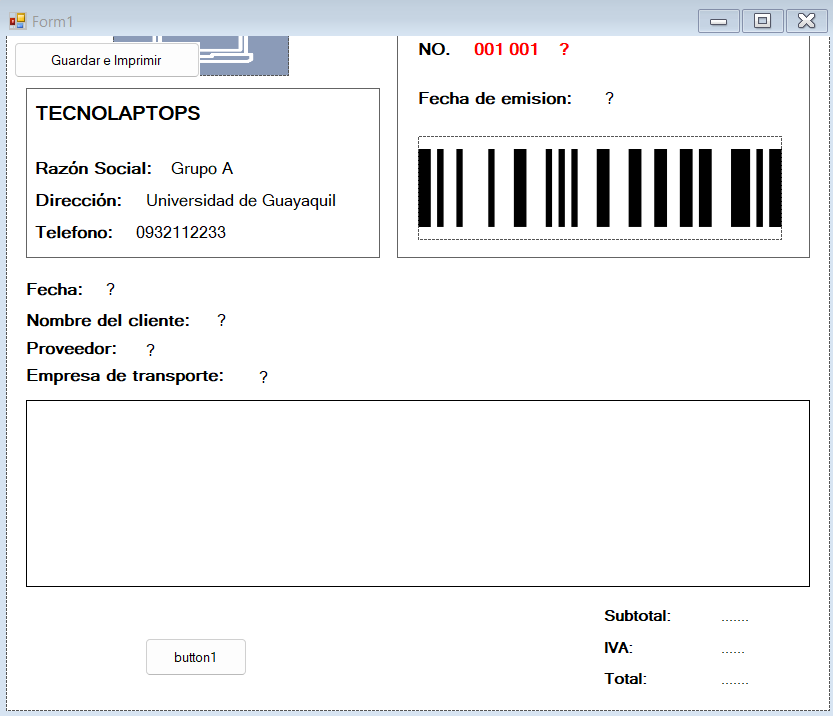 Form1
Guardar e Imprimir
NO. 001 001 ?
Fecha de emision: ?
TECNOLAPTOPS
Razón Social: Grupo A
Dirección: Universidad de Guayaquil
Telefono: 0932112233
Fecha: ?
Nombre del cliente: ?
Proveedor: ?
Empresa de transporte: ?
Subtotal: .......
IVA: ......
Total: .......
button1